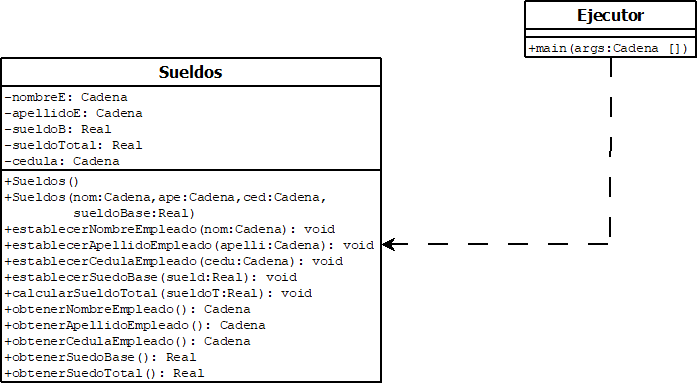 Ejecutor
+main(args:Cadena [])
Sueldos
-nombreE: Cadena
-apellidoE: Cadena
-sueldoB: Real
-sueldoTotal: Real
-cedula: Cadena
+Sueldos()
+Sueldos(nom:Cadena,ape:Cadena,ced:Cadena,
sueldoBase:Real)
+establecerNombreEmpleado(nom:Cadena): void
+establecerApellidoEmpleado(apelli:Cadena): void
+establecerCedulaEmpleado(cedu:Cadena): void
+establecerSuedoBase(sueld:Real): void
+calcularSueldoTotal(sueldoT:Real): void
+obtenerNombreEmpleado(): Cadena
+obtenerApellidoEmpleado(): Cadena
+obtenerCedulaEmpleado(): Cadena
+obtenerSuedoBase(): Real
+obtenerSuedoTotal(): Real